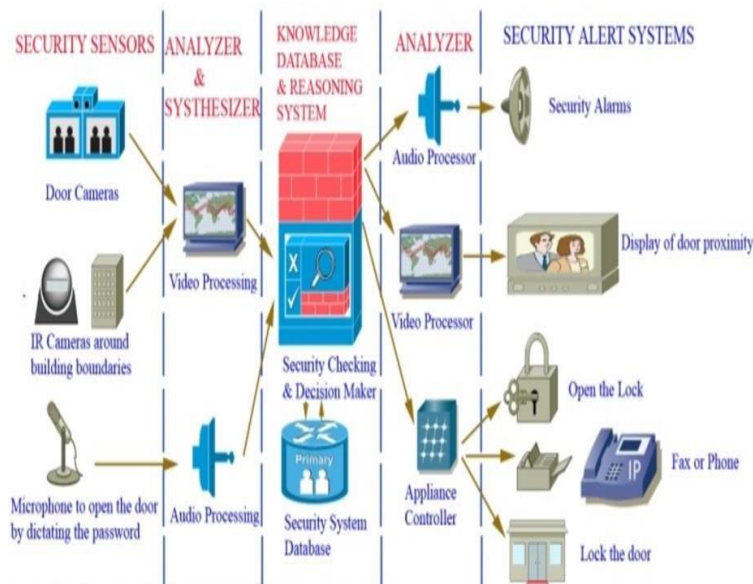 SECURITY SENSORS
ANALYZER
&
SYSTHESIZER
KNOWLEDGE
DATABASE
& REASONING
SYSTEM
ANALYZER
SECURITY ALERT SYSTEMS
Door Cameras
IR Cameras around
building boundaries
Microphone to open the door
by dictating the password
Video Processing
Audio Processing
Security Checking
& Decision Maker
Primary
Security System
Database
Audio Processor
Video Processor
Appliance
Controller
Security Alarms
Display of door proximity
Open the Lock
IP
Fax or Phone
Lock the door